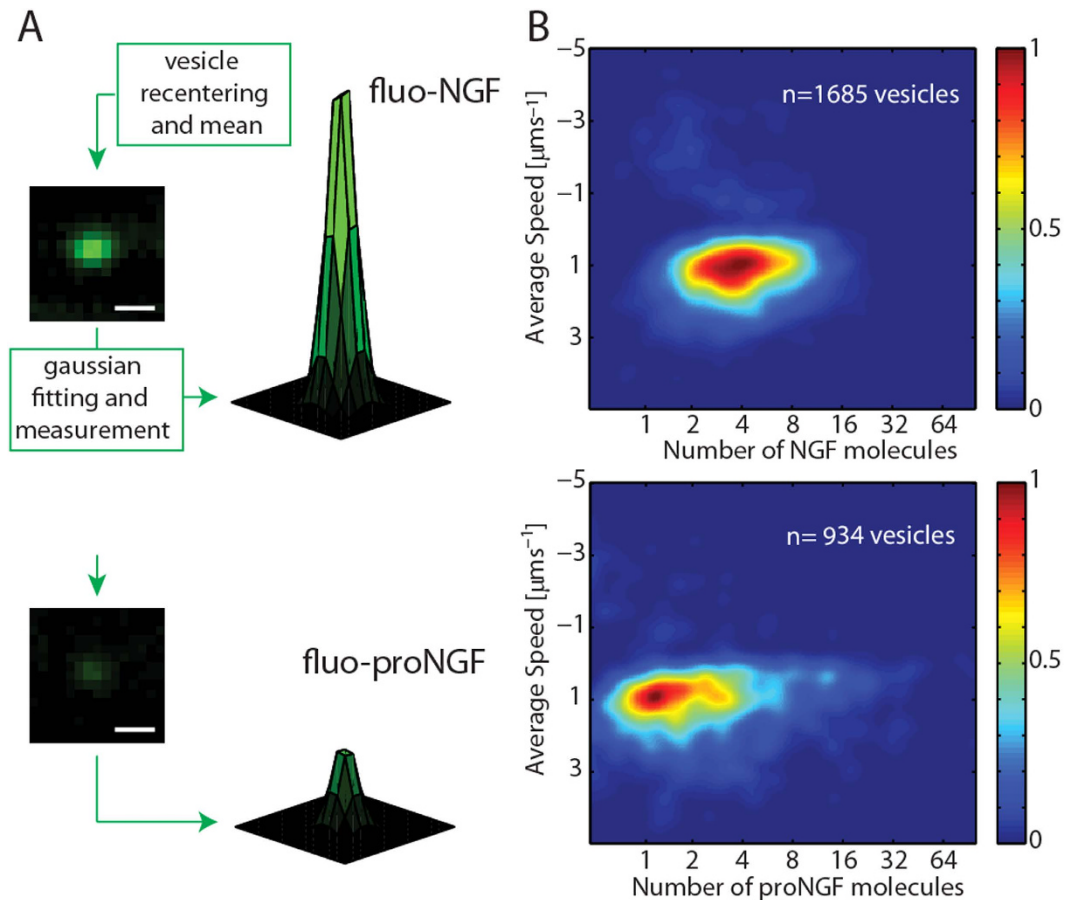 A
vesicle
recentering
and mean
fluo-NGF
gaussian
fitting and
measurement
fluo-proNGF
B
n=1685 vesicles
Average Speed [μms⁻¹]
−5
−3
−1
1
3
1 2 4 8 16 32 64
Number of NGF molecules
1
0.5
0
n= 934 vesicles
Average Speed [μms⁻¹]
−5
−3
−1
1
3
1 2 4 8 16 32 64
Number of proNGF molecules
1
0.5
0